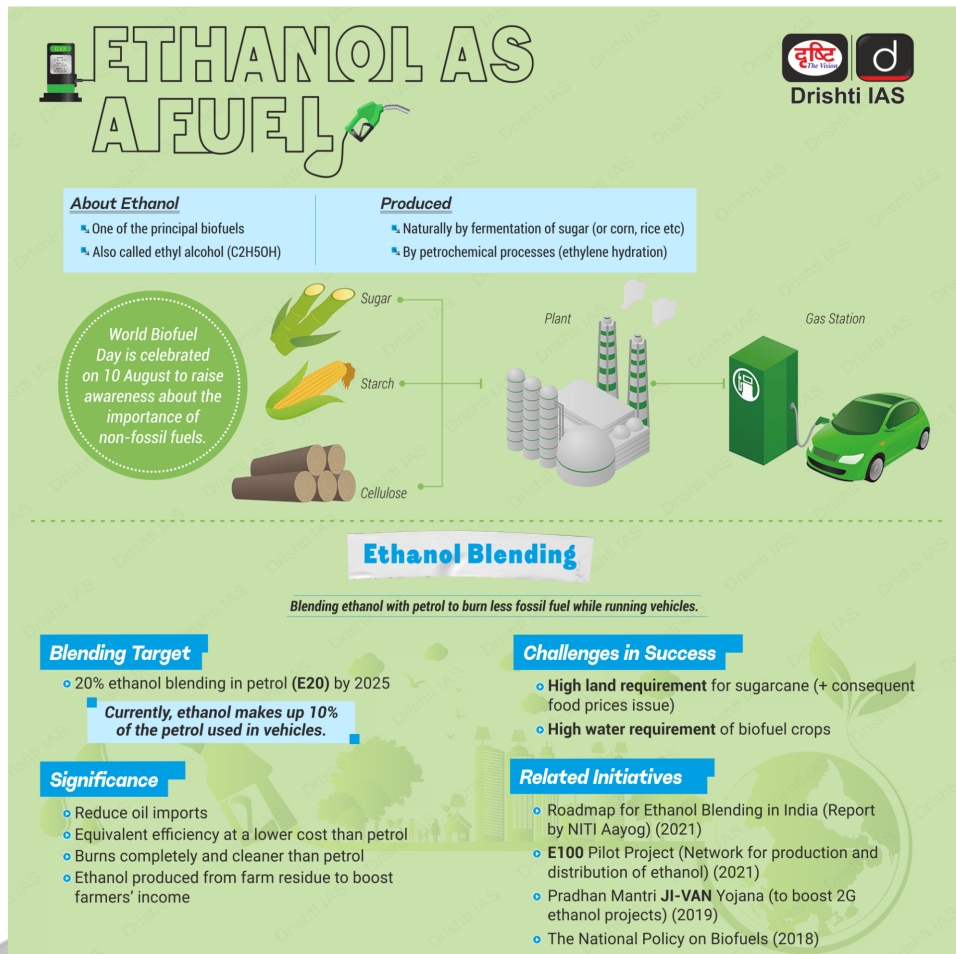 ETHANOL AS
A FUEL
GAS
दृष्टि
The Vision
d
Drishti IAS
About Ethanol
One of the principal biofuels
Also called ethyl alcohol (C2H5OH)
Produced
Naturally by fermentation of sugar (or corn, rice etc)
By petrochemical processes (ethylene hydration)
World Biofuel
Day is celebrated
on 10 August to raise
awareness about the
importance of
non-fossil fuels.
Sugar
Starch
Cellulose
Plant
Gas Station
Ethanol Blending
Blending ethanol with petrol to burn less fossil fuel while running vehicles.
Blending Target
20% ethanol blending in petrol (E20) by 2025
Currently, ethanol makes up 10%
of the petrol used in vehicles.
Significance
Reduce oil imports
Equivalent efficiency at a lower cost than petrol
Burns completely and cleaner than petrol
Ethanol produced from farm residue to boost
farmers' income
Challenges in Success
High land requirement for sugarcane (+ consequent
food prices issue)
High water requirement of biofuel crops
Related Initiatives
Roadmap for Ethanol Blending in India (Report
by NITI Aayog) (2021)
E100 Pilot Project (Network for production and
distribution of ethanol) (2021)
Pradhan Mantri JI-VAN Yojana (to boost 2G
ethanol projects) (2019)
The National Policy on Biofuels (2018)